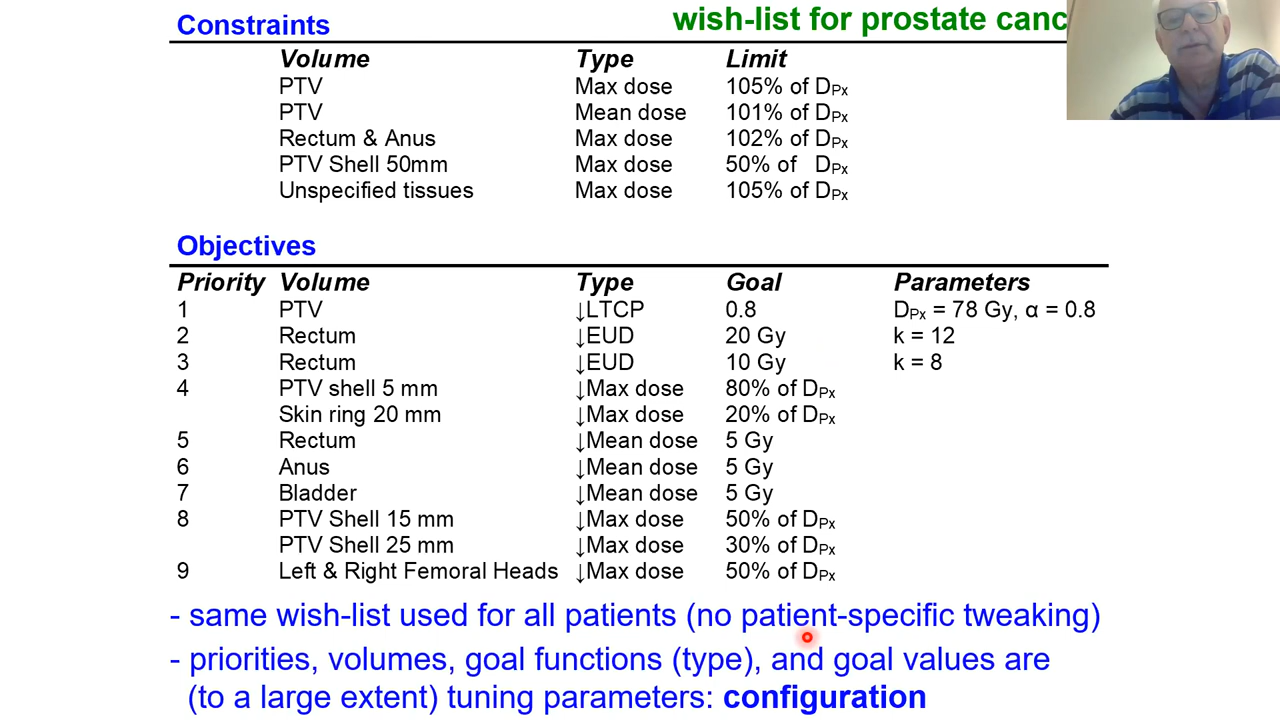 wish-list for prostate canc
Constraints
Volume Type Limit
PTV Max dose 105% of DPx
PTV Mean dose 101% of DPx
Rectum & Anus Max dose 102% of DPx
PTV Shell 50mm Max dose 50% of DPx
Unspecified tissues Max dose 105% of DPx
Objectives
Priority Volume Type Goal Parameters
1 PTV ↓LTCP 0.8 DPx = 78 Gy, α = 0.8
2 Rectum ↓EUD 20 Gy k = 12
3 Rectum ↓EUD 10 Gy k = 8
4 PTV shell 5 mm ↓Max dose 80% of DPx
Skin ring 20 mm ↓Max dose 20% of DPx
5 Rectum ↓Mean dose 5 Gy
6 Anus ↓Mean dose 5 Gy
7 Bladder ↓Mean dose 5 Gy
8 PTV Shell 15 mm ↓Max dose 50% of DPx
PTV Shell 25 mm ↓Max dose 30% of DPx
9 Left & Right Femoral Heads ↓Max dose 50% of DPx
- same wish-list used for all patients (no patient-specific tweaking)
- priorities, volumes, goal functions (type), and goal values are
(to a large extent) tuning parameters: configuration